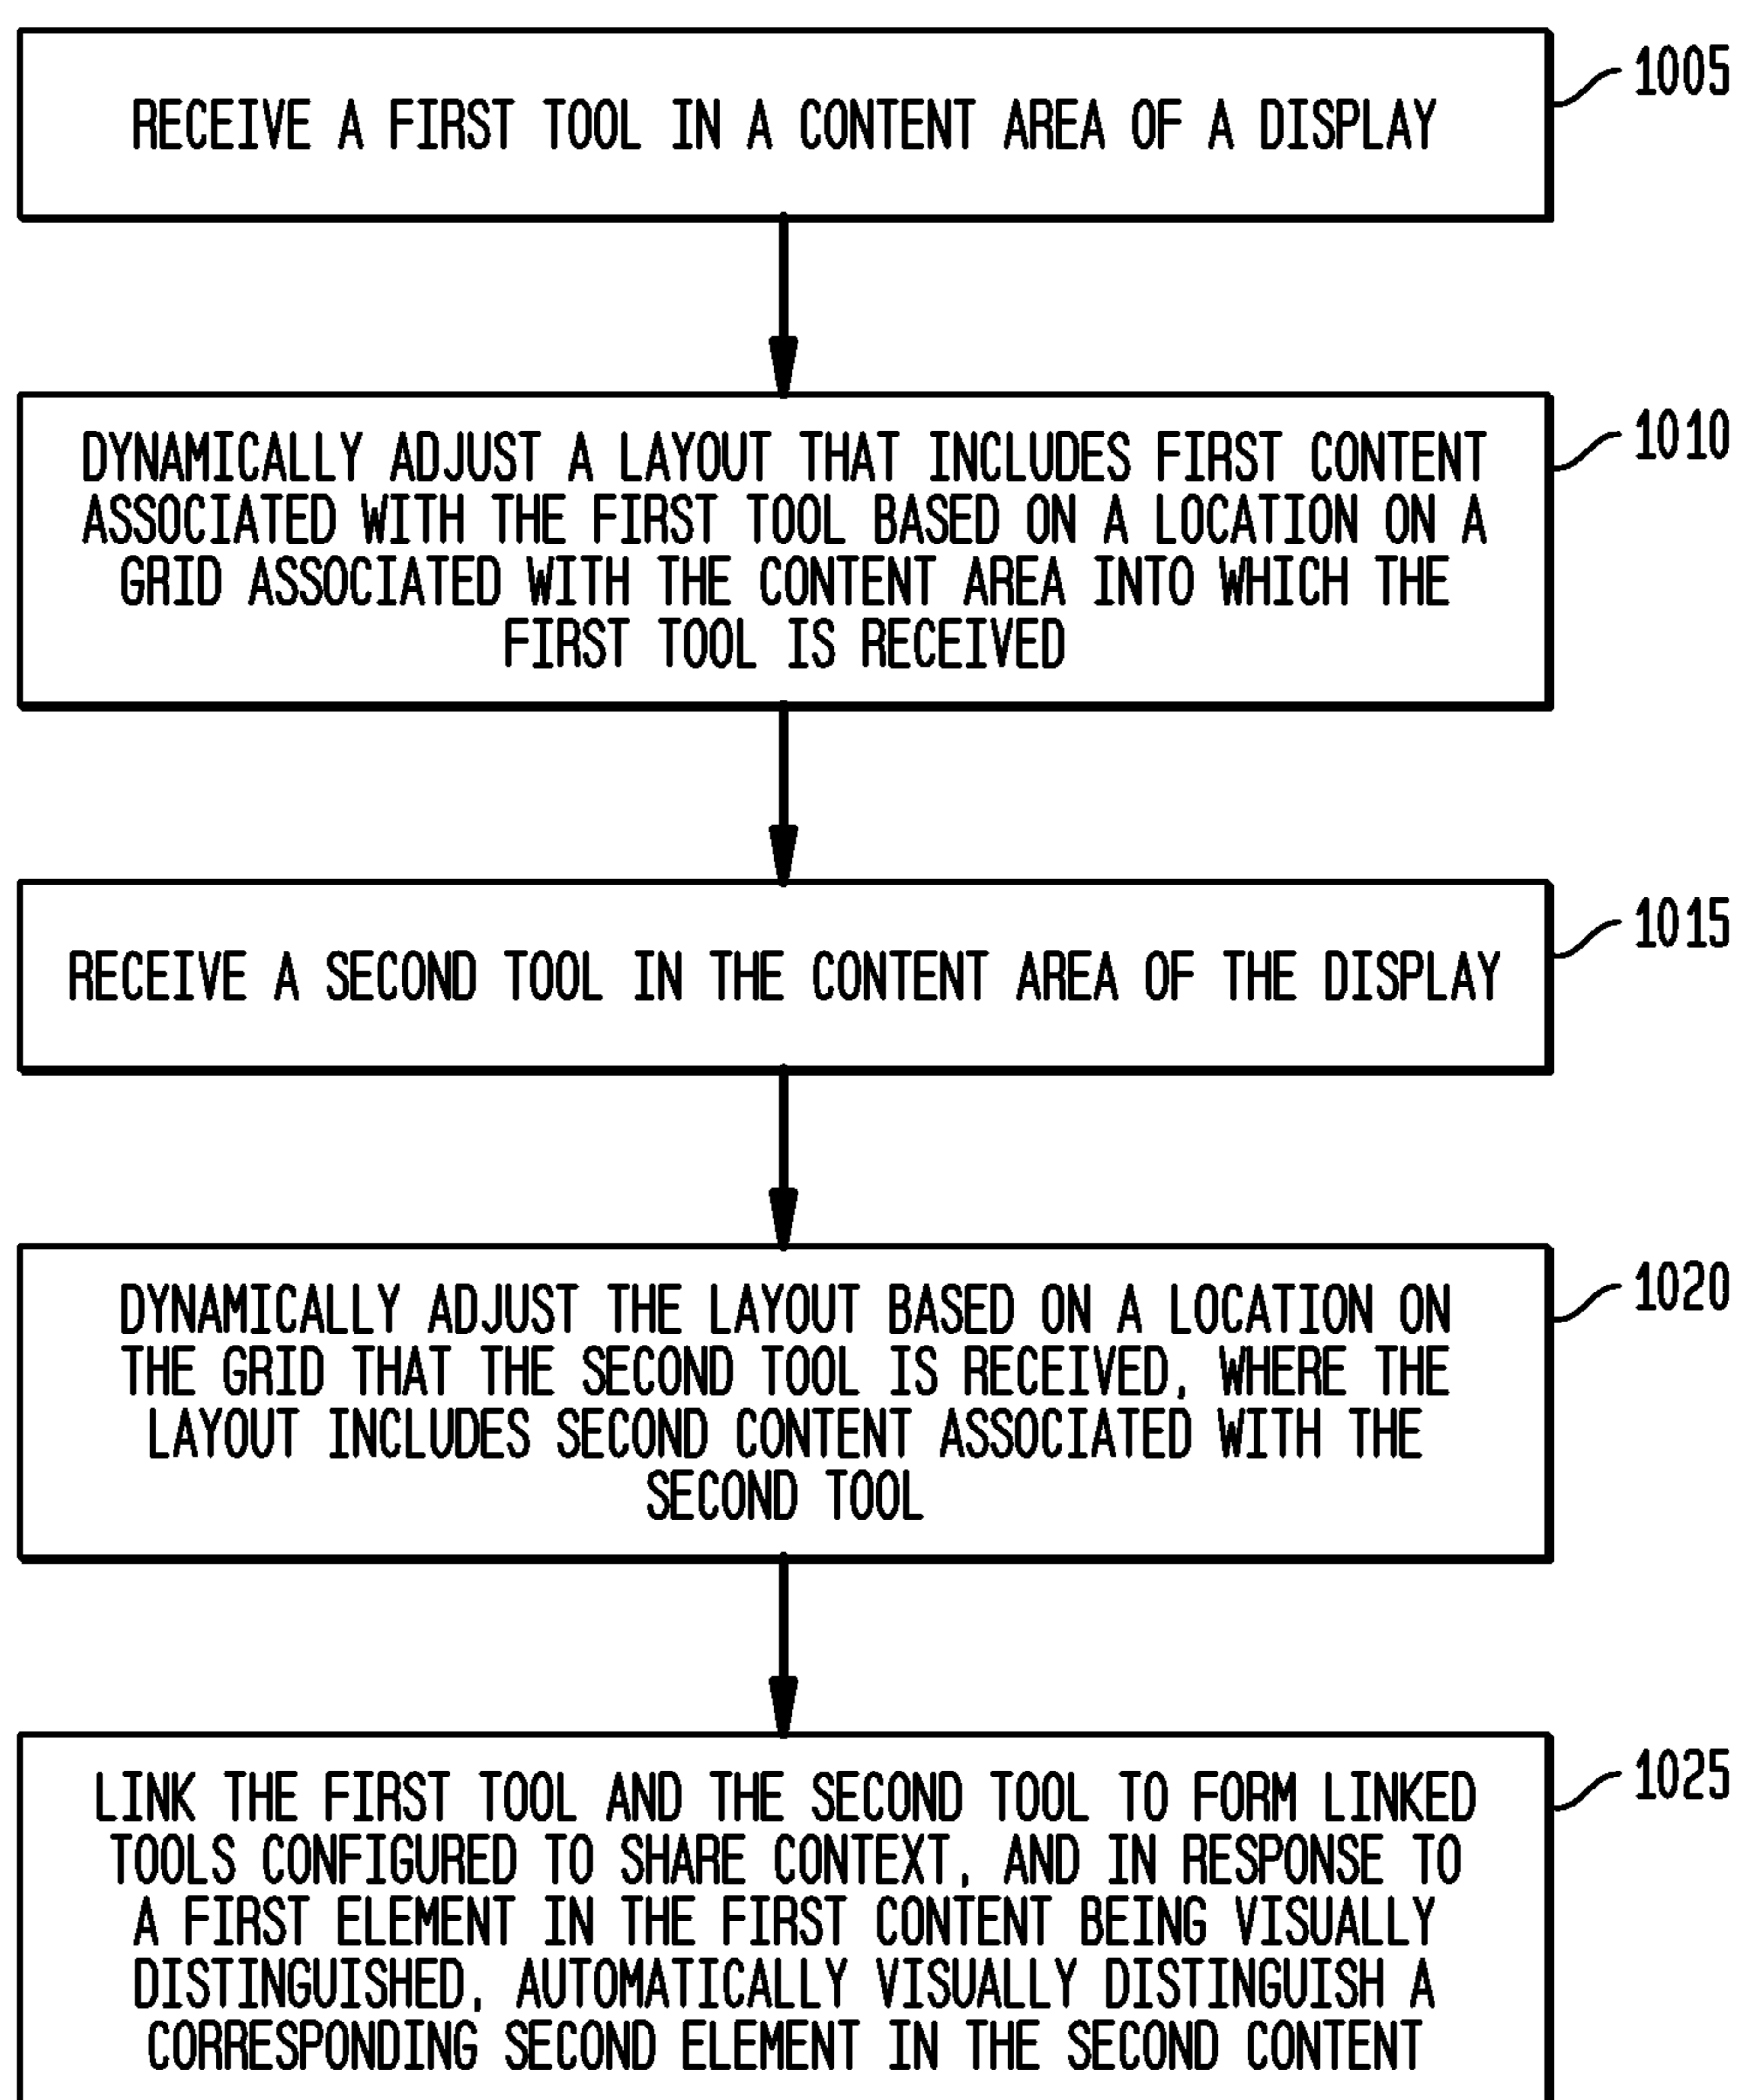 RECEIVE A FIRST TOOL IN A CONTENT AREA OF A DISPLAY
1005
DYNAMICALLY ADJUST A LAYOUT THAT INCLUDES FIRST CONTENT
ASSOCIATED WITH THE FIRST TOOL BASED ON A LOCATION ON A
GRID ASSOCIATED WITH THE CONTENT AREA INTO WHICH THE
FIRST TOOL IS RECEIVED
1010
RECEIVE A SECOND TOOL IN THE CONTENT AREA OF THE DISPLAY
1015
DYNAMICALLY ADJUST THE LAYOUT BASED ON A LOCATION ON
THE GRID THAT THE SECOND TOOL IS RECEIVED, WHERE THE
LAYOUT INCLUDES SECOND CONTENT ASSOCIATED WITH THE
SECOND TOOL
1020
LINK THE FIRST TOOL AND THE SECOND TOOL TO FORM LINKED
TOOLS CONFIGURED TO SHARE CONTEXT, AND IN RESPONSE TO
A FIRST ELEMENT IN THE FIRST CONTENT BEING VISUALLY
DISTINGUISHED, AUTOMATICALLY VISUALLY DISTINGUISH A
CORRESPONDING SECOND ELEMENT IN THE SECOND CONTENT
1025